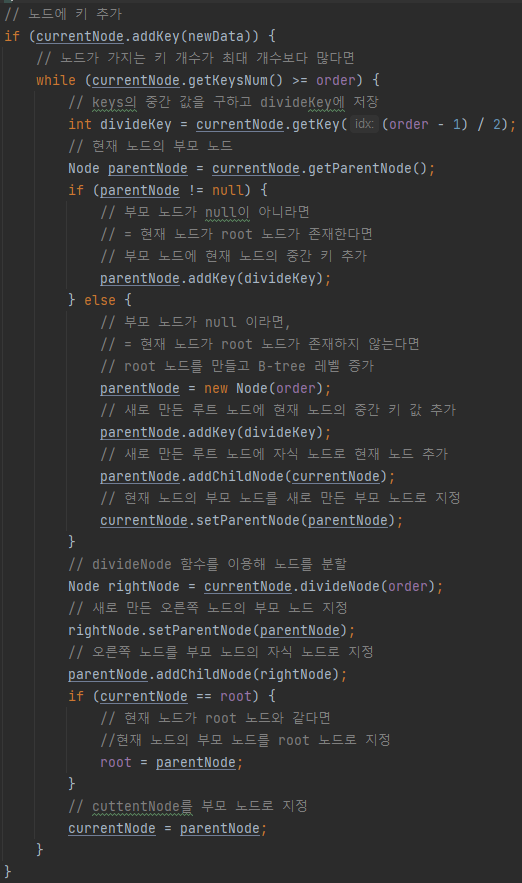 // 노드에 키 추가
if (currentNode.addKey(newData)) {
// 노드가 가지는 키 개수가 최대 개수보다 많다면
while (currentNode.getKeysNum() >= order) {
// keys의 중간 값을 구하고 divideKey에 저장
int divideKey = currentNode.getKey( idx: (order - 1) / 2);
// 현재 노드의 부모 노드
Node parentNode = currentNode.getParentNode();
if (parentNode != null) {
// 부모 노드가 null이 아니라면
// = 현재 노드가 root 노드가 존재한다면
// 부모 노드에 현재 노드의 중간 키 추가
parentNode.addKey(divideKey);
} else {
// 부모 노드가 null 이라면,
// = 현재 노드가 root 노드가 존재하지 않는다면
// root 노드를 만들고 B-tree 레벨 증가
parentNode = new Node(order);
// 새로 만든 루트 노드에 현재 노드의 중간 키 값 추가
parentNode.addKey(divideKey);
// 새로 만든 루트 노드에 자식 노드로 현재 노드 추가
parentNode.addChildNode(currentNode);
// 현재 노드의 부모 노드를 새로 만든 부모 노드로 지정
currentNode.setParentNode(parentNode);
}
// divideNode 함수를 이용해 노드를 분할
Node rightNode = currentNode.divideNode(order);
// 새로 만든 오른쪽 노드의 부모 노드 지정
rightNode.setParentNode(parentNode);
// 오른쪽 노드를 부모 노드의 자식 노드로 지정
parentNode.addChildNode(rightNode);
if (currentNode == root) {
// 현재 노드가 root 노드와 같다면
//현재 노드의 부모 노드를 root 노드로 지정
root = parentNode;
}
// cuttentNode를 부모 노드로 지정
currentNode = parentNode;
}
}